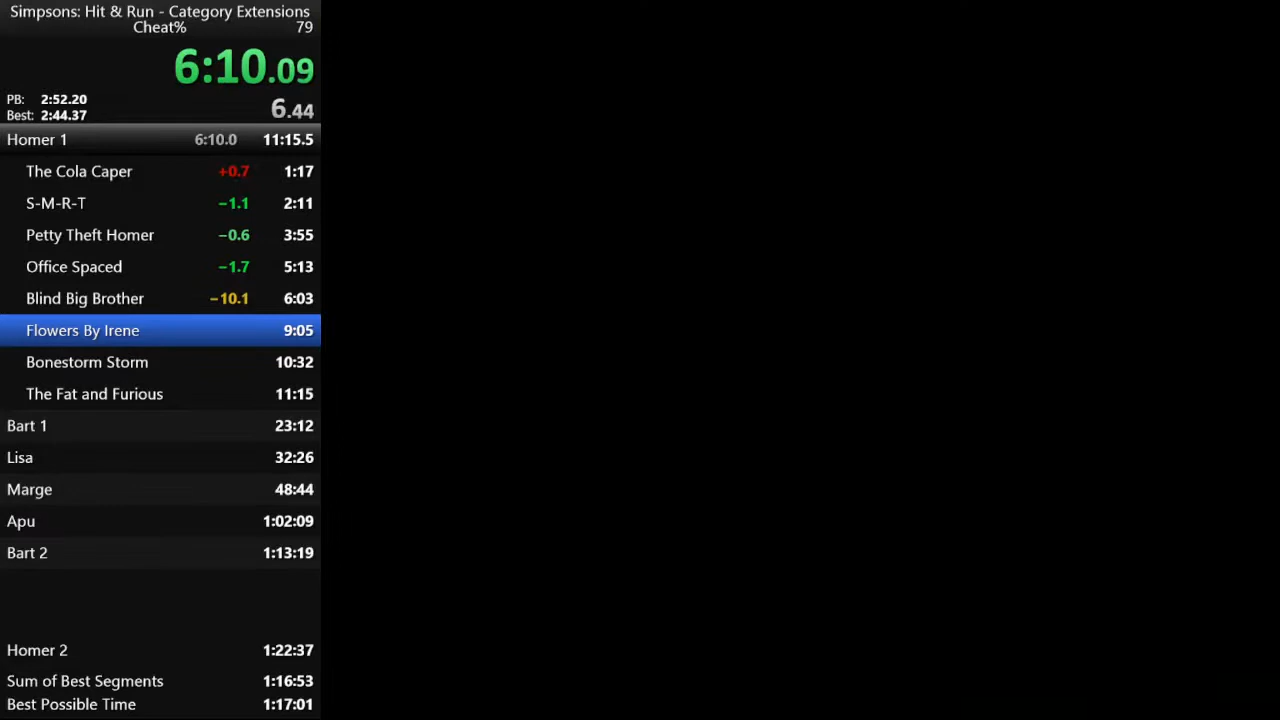 Simpsons: Hit & Run - Category Extensions
Cheat% 79
6:10.09
PB: 2:52.20
Best: 2:44.37
6.44
Homer 1 6:10.0 11:15.5
The Cola Caper +0.7 1:17
S-M-R-T −1.1 2:11
Petty Theft Homer −0.6 3:55
Office Spaced −1.7 5:13
Blind Big Brother −10.1 6:03
Flowers By Irene 9:05
Bonestorm Storm 10:32
The Fat and Furious 11:15
Bart 1 23:12
Lisa 32:26
Marge 48:44
Apu 1:02:09
Bart 2 1:13:19
Homer 2 1:22:37
Sum of Best Segments 1:16:53
Best Possible Time 1:17:01